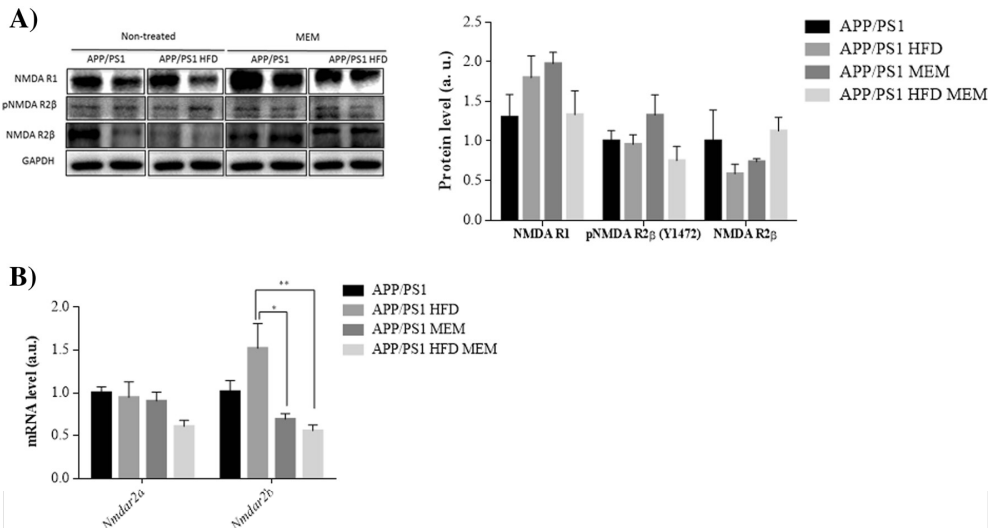 A)
Non-treated MEM
APP/PS1 APP/PS1 HFD APP/PS1 APP/PS1 HFD
NMDA R1
pNMDA R2β
NMDA R2β
GAPDH
Protein level (a. u.)
2.5
2.0
1.5
1.0
0.5
0.0
NMDA R1 pNMDA R2β (Y1472) NMDA R2β
APP/PS1
APP/PS1 HFD
APP/PS1 MEM
APP/PS1 HFD MEM
B)
mRNA level (a.u.)
2.0
1.5
1.0
0.5
0.0
**
*
Nmdar2a Nmdar2b
APP/PS1
APP/PS1 HFD
APP/PS1 MEM
APP/PS1 HFD MEM